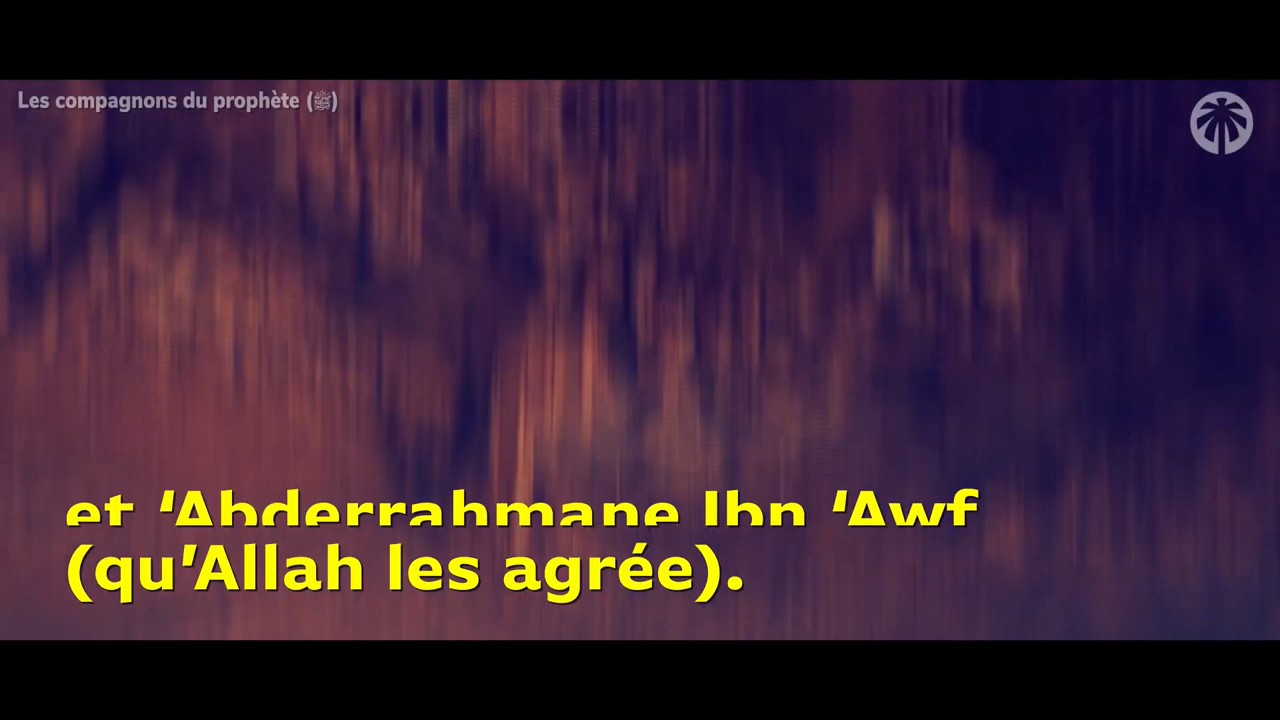 Les compagnons du prophète (ﷺ)
et ‘Abderrahmane Ibn ‘Awf
(qu’Allah les agrée).